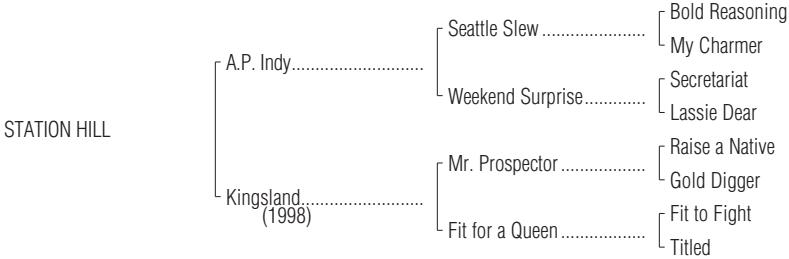 Bold Reasoning
Seattle Slew ......................
My Charmer
A.P. Indy............................
Secretariat
Weekend Surprise.............
Lassie Dear
STATION HILL
Raise a Native
Mr. Prospector ..................
Gold Digger
Kingsland..........................
(1998)
Fit to Fight
Fit for a Queen ..................
Titled